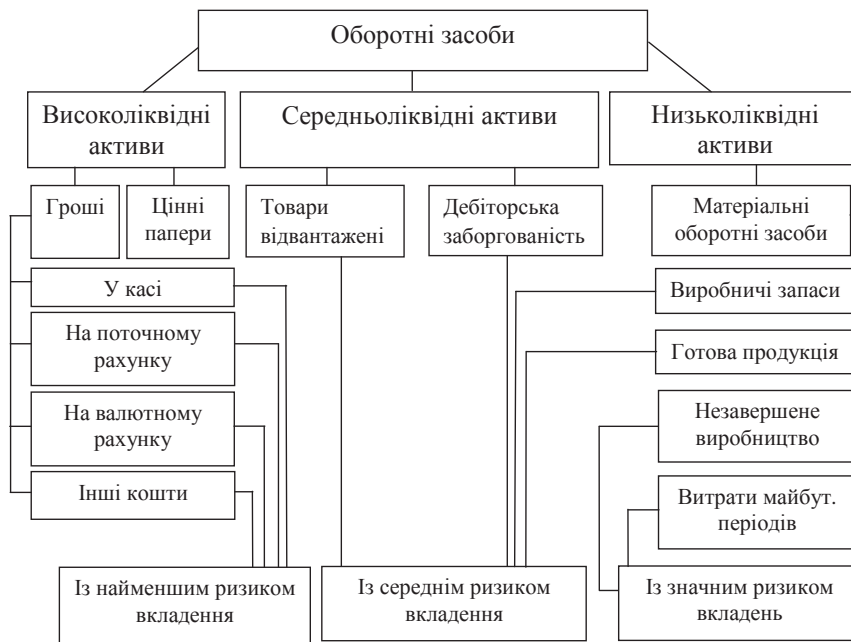 Оборотні засоби
Високоліквідні
активи
Середньоліквідні активи
Низьколіквідні
активи
Гроші
Цінні
папери
Товари
відвантажені
Дебіторська
заборгованість
Матеріальні
оборотні засоби
У касі
Виробничі запаси
На поточному
рахунку
Готова продукція
На валютному
рахунку
Незавершене
виробництво
Інші кошти
Витрати майбут.
періодів
Із найменшим ризиком
вкладення
Із середнім ризиком
вкладення
Із значним ризиком
вкладень